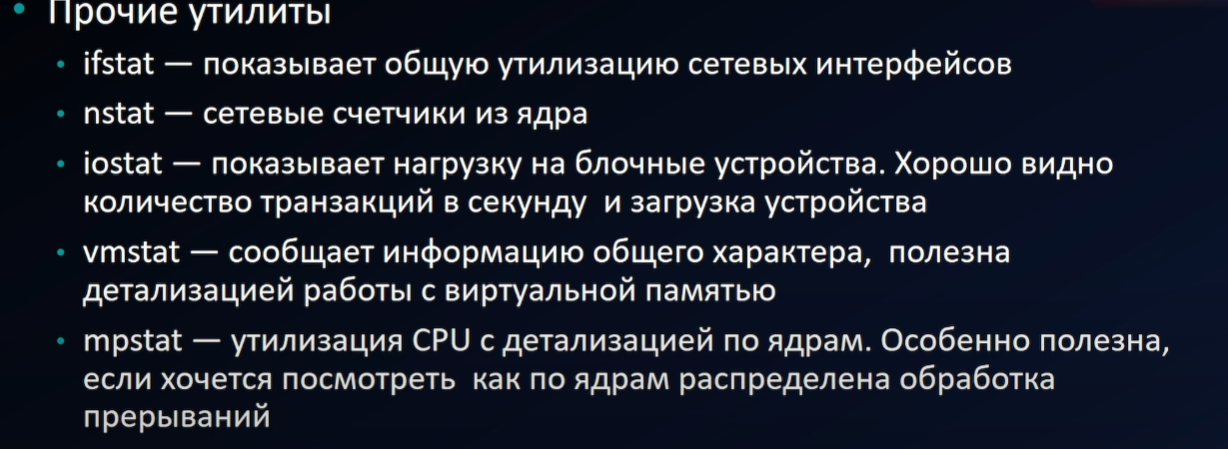 • Прочие утилиты
• ifstat — показывает общую утилизацию сетевых интерфейсов
• nstat — сетевые счетчики из ядра
• iostat — показывает нагрузку на блочные устройства. Хорошо видно
количество транзакций в секунду  и загрузка устройства
• vmstat — сообщает информацию общего характера,  полезна
детализацией работы с виртуальной памятью
• mpstat — утилизация CPU с детализацией по ядрам. Особенно полезна,
если хочется посмотреть  как по ядрам распределена обработка
прерываний